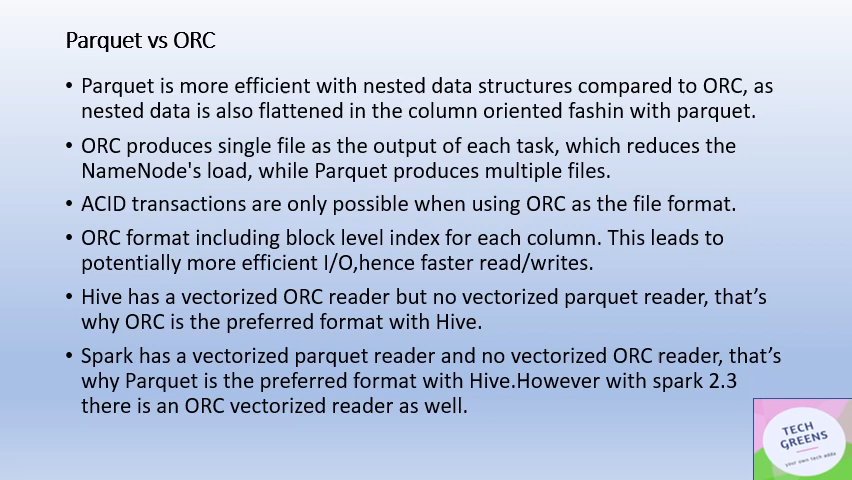 Parquet vs ORC
• Parquet is more efficient with nested data structures compared to ORC, as
nested data is also flattened in the column oriented fashin with parquet.
• ORC produces single file as the output of each task, which reduces the
NameNode's load, while Parquet produces multiple files.
• ACID transactions are only possible when using ORC as the file format.
• ORC format including block level index for each column. This leads to
potentially more efficient I/O,hence faster read/writes.
• Hive has a vectorized ORC reader but no vectorized parquet reader, that’s
why ORC is the preferred format with Hive.
• Spark has a vectorized parquet reader and no vectorized ORC reader, that’s
why Parquet is the preferred format with Hive.However with spark 2.3
there is an ORC vectorized reader as well.
TECH
GREENS
your own tech adda